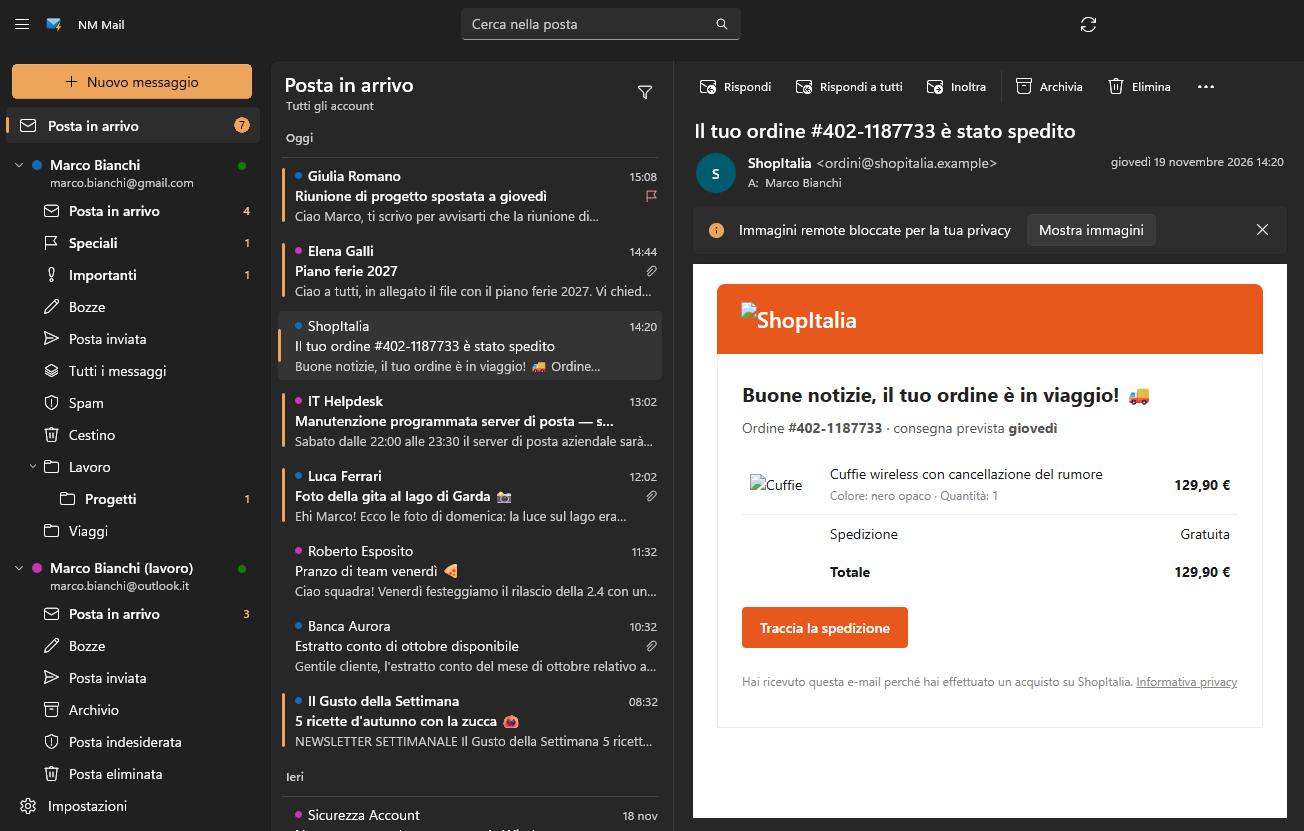 NM Mail
Cerca nella posta
Nuovo messaggio
Posta in arrivo 7
Marco Bianchi
marco.bianchi@gmail.com
Posta in arrivo 4
Speciali 1
Importanti 1
Bozze
Posta inviata
Tutti i messaggi
Spam
Cestino
Lavoro
Progetti 1
Viaggi
Marco Bianchi (lavoro)
marco.bianchi@outlook.it
Posta in arrivo 3
Bozze
Posta inviata
Archivio
Posta indesiderata
Posta eliminata
Impostazioni
Posta in arrivo
Tutti gli account
Oggi
Giulia Romano 15:08
Riunione di progetto spostata a giovedì
Ciao Marco, ti scrivo per avvisarti che la riunione di...
Elena Galli 14:44
Piano ferie 2027
Ciao a tutti, in allegato il file con il piano ferie 2027. Vi chied...
ShopItalia 14:20
Il tuo ordine #402-1187733 è stato spedito
Buone notizie, il tuo ordine è in viaggio! 🚚 Ordine...
IT Helpdesk 13:02
Manutenzione programmata server di posta — s...
Sabato dalle 22:00 alle 23:30 il server di posta aziendale sarà...
Luca Ferrari 12:02
Foto della gita al lago di Garda 📸
Ehi Marco! Ecco le foto di domenica: la luce sul lago era...
Roberto Esposito 11:32
Pranzo di team venerdì 🍕
Ciao squadra! Venerdì festeggiamo il rilascio della 2.4 con un...
Banca Aurora 10:32
Estratto conto di ottobre disponibile
Gentile cliente, l'estratto conto del mese di ottobre relativo a...
Il Gusto della Settimana 08:32
5 ricette d'autunno con la zucca 🎃
NEWSLETTER SETTIMANALE Il Gusto della Settimana 5 ricett...
Ieri
Sicurezza Account 18 nov
Rispondi Rispondi a tutti Inoltra Archivia Elimina
Il tuo ordine #402-1187733 è stato spedito
S
ShopItalia <ordini@shopitalia.example> giovedì 19 novembre 2026 14:20
A: Marco Bianchi
Immagini remote bloccate per la tua privacy Mostra immagini
ShopItalia
Buone notizie, il tuo ordine è in viaggio! 🚚
Ordine #402-1187733 · consegna prevista giovedì
Cuffie
Cuffie wireless con cancellazione del rumore
Colore: nero opaco · Quantità: 1
129,90 €
Spedizione Gratuita
Totale 129,90 €
Traccia la spedizione
Hai ricevuto questa e-mail perché hai effettuato un acquisto su ShopItalia. Informativa privacy